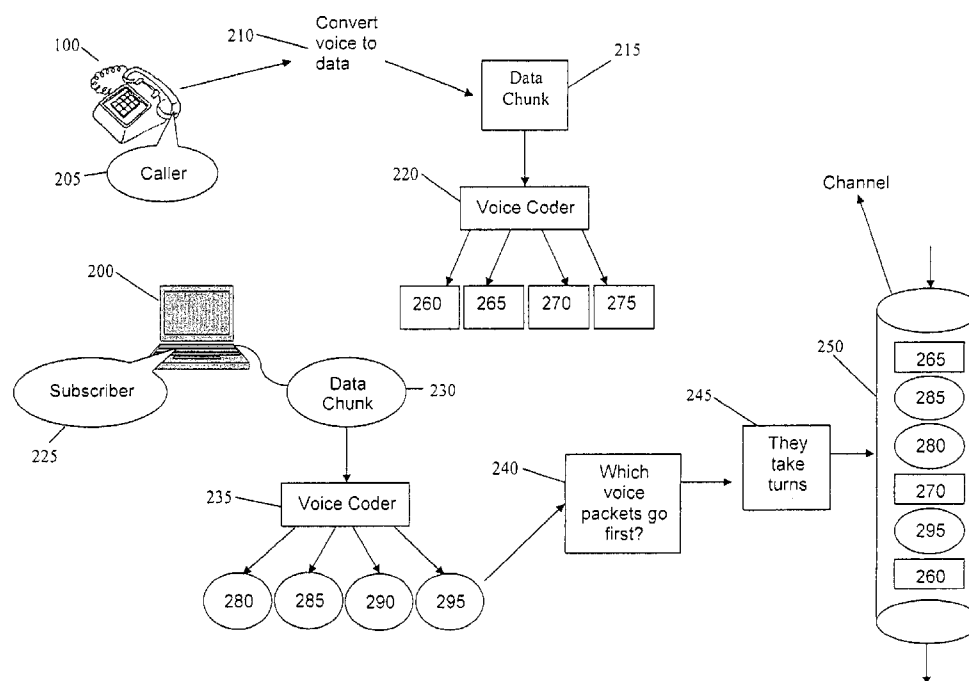 100
210
Convert
voice to
data
215
Data
Chunk
205
Caller
220
Voice Coder
Channel
260 265 270 275
200
Subscriber
225
Data
Chunk
230
235
Voice Coder
280 285 290 295
240
Which
voice
packets go
first?
245
They
take
turns
250
265
285
280
270
295
260